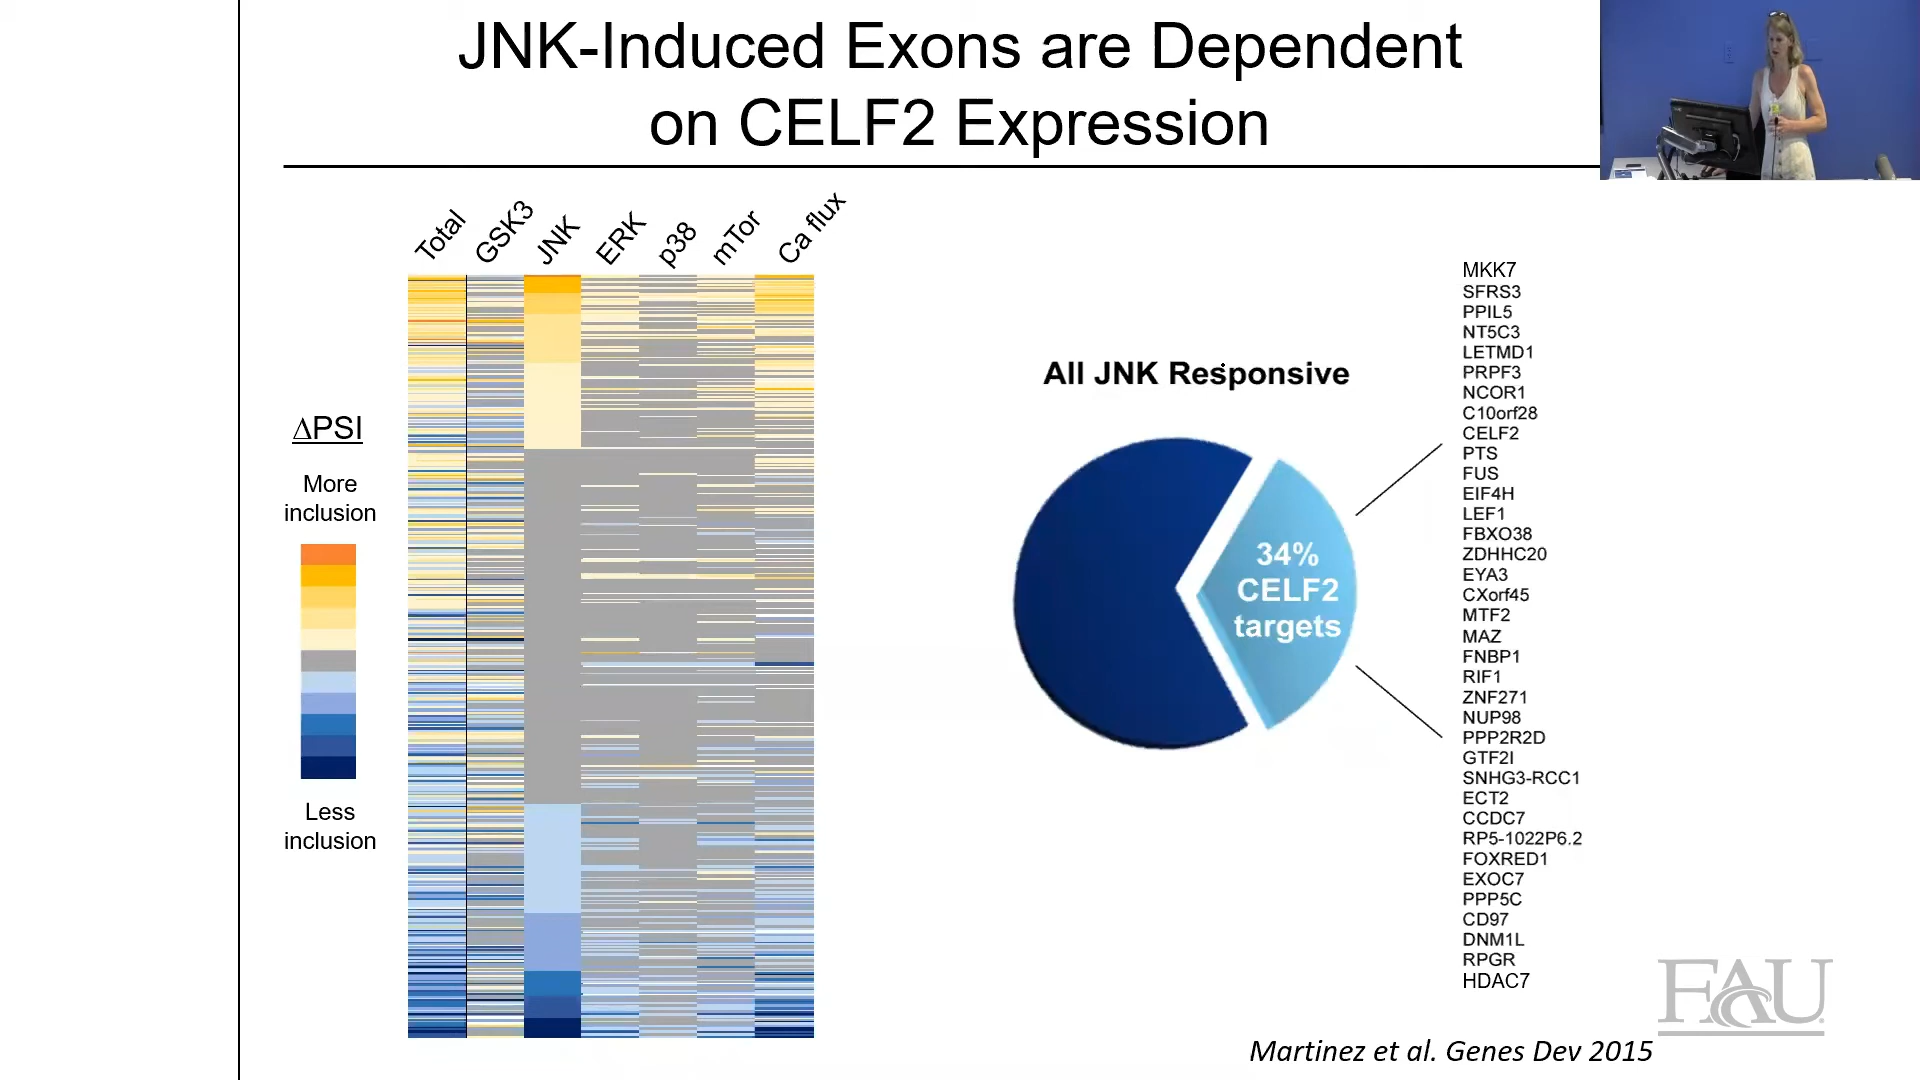 JNK-Induced Exons are Dependent
on CELF2 Expression
Total
GSK3
JNK
ERK
p38
mTor
Ca flux
ΔPSI
More
inclusion
Less
inclusion
All JNK Responsive
34%
CELF2
targets
MKK7
SFRS3
PPIL5
NT5C3
LETMD1
PRPF3
NCOR1
C10orf28
CELF2
PTS
FUS
EIF4H
LEF1
FBXO38
ZDHHC20
EYA3
CXorf45
MTF2
MAZ
FNBP1
RIF1
ZNF271
NUP98
PPP2R2D
GTF2I
SNHG3-RCC1
ECT2
CCDC7
RP5-1022P6.2
FOXRED1
EXOC7
PPP5C
CD97
DNM1L
RPGR
HDAC7
FAU
Martinez et al. Genes Dev 2015